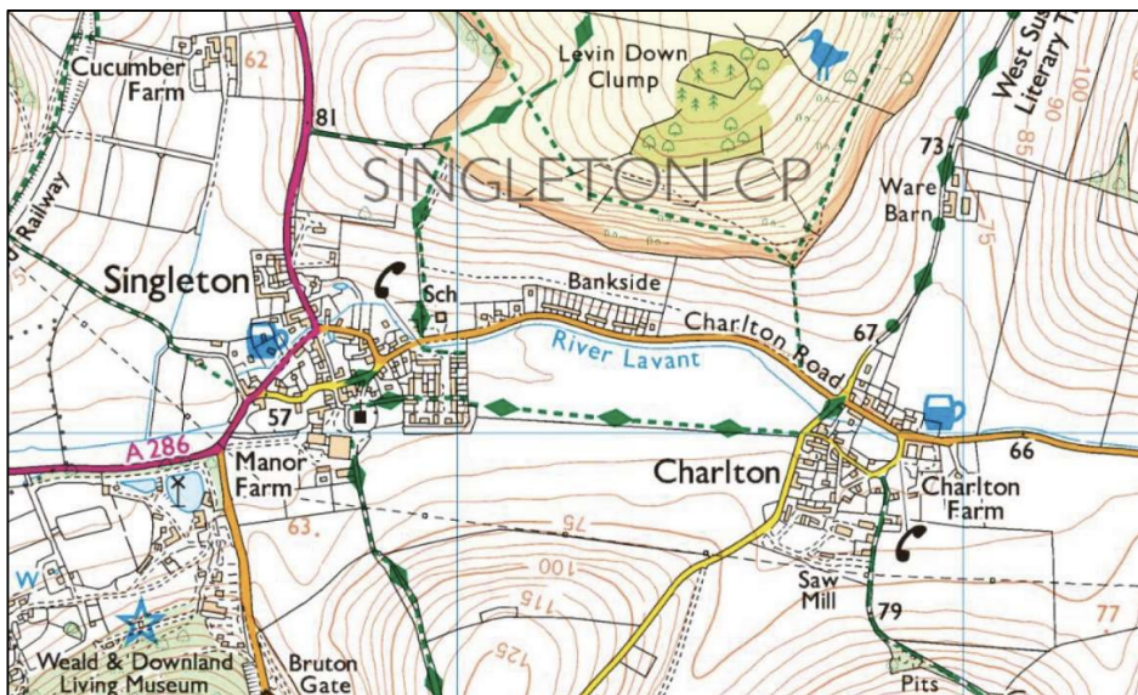 Levin Down
Clump
Cucumber
Farm
62
81
West Sus
Literary Tr
100
90
85
SINGLETON CP
73
Ware
Barn
75
Railway
5
Singleton
Sch
Bankside
Charlton Road
67
River Lavant
57
A 286
Manor
Farm
63.
Charlton
66
Charlton
Farm
75
100
115
125
W
Saw
Mill
79
77
Weald & Downland
Living Museum
Bruton
Gate
Pits